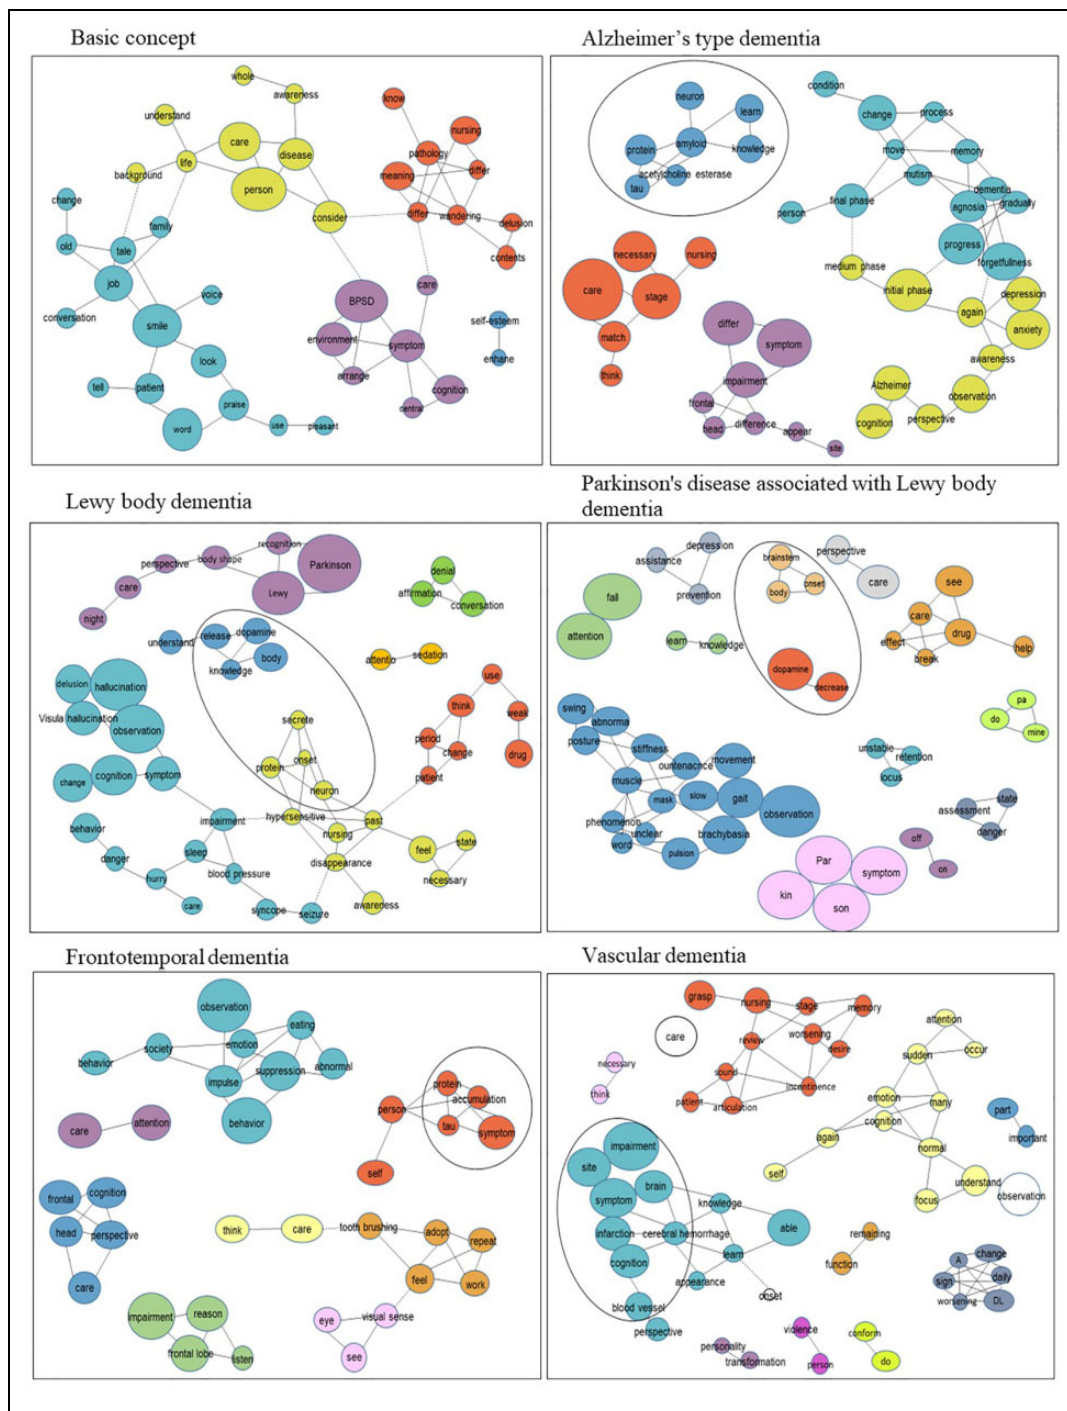 Basic concept
whole
awareness
understand
know
nursing
care
disease
pathology
life
differ
background
meaning
person
change
family
consider
differ
wandering
delusion
old
tale
contents
job
care
voice
BPSD
conversation
self-esteem
smile
environment
symptom
look
enhane
arrange
tell
patient
cognition
praise
central
word
use
pleasant
Alzheimer’s type dementia
condition
neuron
learn
change
process
protein
amyloid
knowledge
move
memory
acetylcholine esterase
mutism
tau
dementia
final phase
agnosia
gradually
person
necessary
nursing
progress
medium phase
forgetfulness
care
stage
initial phase
depression
again
differ
symptom
anxiety
match
awareness
think
impairment
Alzheimer
observation
frontal
cognition
perspective
head
difference
appear
site
Lewy body dementia
recognition
body shape
Parkinson
perspective
denial
care
Lewy
affirmation
conversation
night
release
dopamine
understand
body
sedation
attentio
knowledge
use
delusion
hallucination
think
weak
Visula hallucination
secrete
observation
period
change
drug
onset
protein
change
cognition
symptom
patient
neuron
behavior
impairment
hypersensitive
past
nursing
state
danger
sleep
feel
disappearance
hurry
blood pressure
necessary
care
syncope
seizure
awareness
Parkinson's disease associated with Lewy body
dementia
depression
brainstem
perspective
assistance
onset
care
see
fall
prevention
body
care
attention
learn
knowledge
effect
drug
break
help
dopamine
decrease
swing
abnorma
pa
posture
stiffness
do
mine
ountenacnce
movement
unstable
retention
muscle
locus
mask
slow
gait
state
assessment
observation
phenomenon
unclear
brachybasia
danger
word
off
pulsion
Par
symptom
on
kin
son
Frontotemporal dementia
observation
eating
emotion
society
behavior
abnormal
impulse
suppression
protein
accumulation
person
behavior
tau
symptom
care
attention
self
frontal
cognition
head
perspective
think
care
tooth brushing
adopt
repeat
care
feel
work
impairment
reason
eye
visual sense
frontal lobe
listen
see
Vascular dementia
grasp
nursing
stage
memory
attention
care
worsening
review
desire
sudden
occur
necessary
sound
think
incontinence
emotion
many
patient
articulation
cognition
part
impairment
again
important
site
normal
brain
self
understand
symptom
knowledge
focus
observation
able
infarction
cerebral hemorrhage
remaining
learn
cognition
function
A
change
appearance
sign
daily
onset
blood vessel
worsening
DL
perspective
violence
conform
personality
transformation
person
do